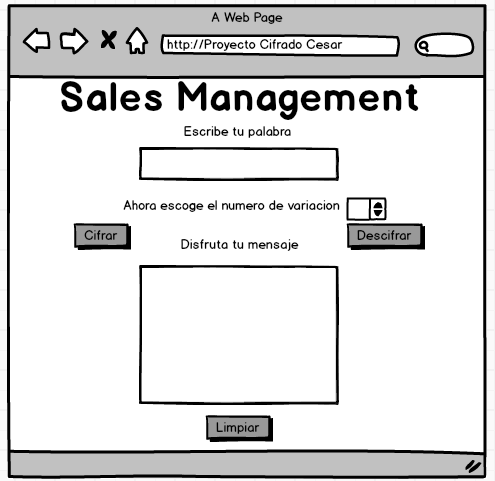 A Web Page
http://Proyecto Cifrado Cesar
Sales Management
Escribe tu palabra
Ahora escoge el numero de variacion
Cifrar
Disfruta tu mensaje
Descifrar
Limpiar